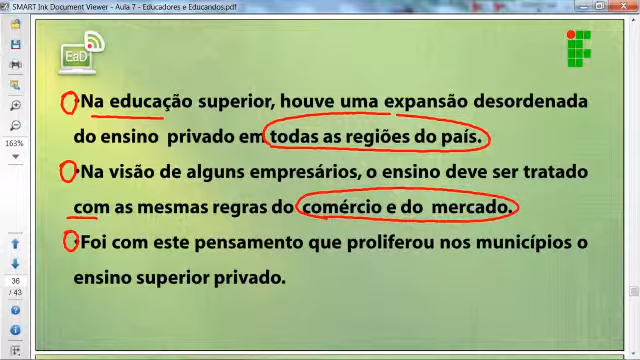 SMART Ink Document Viewer - Aula 7 - Educadores e Educandos.pdf
EaD
•Na educação superior, houve uma expansão desordenada
do ensino privado em todas as regiões do país.
•Na visão de alguns empresários, o ensino deve ser tratado
com as mesmas regras do comércio e do mercado.
•Foi com este pensamento que proliferou nos municípios o
ensino superior privado.
163%
36
/ 43